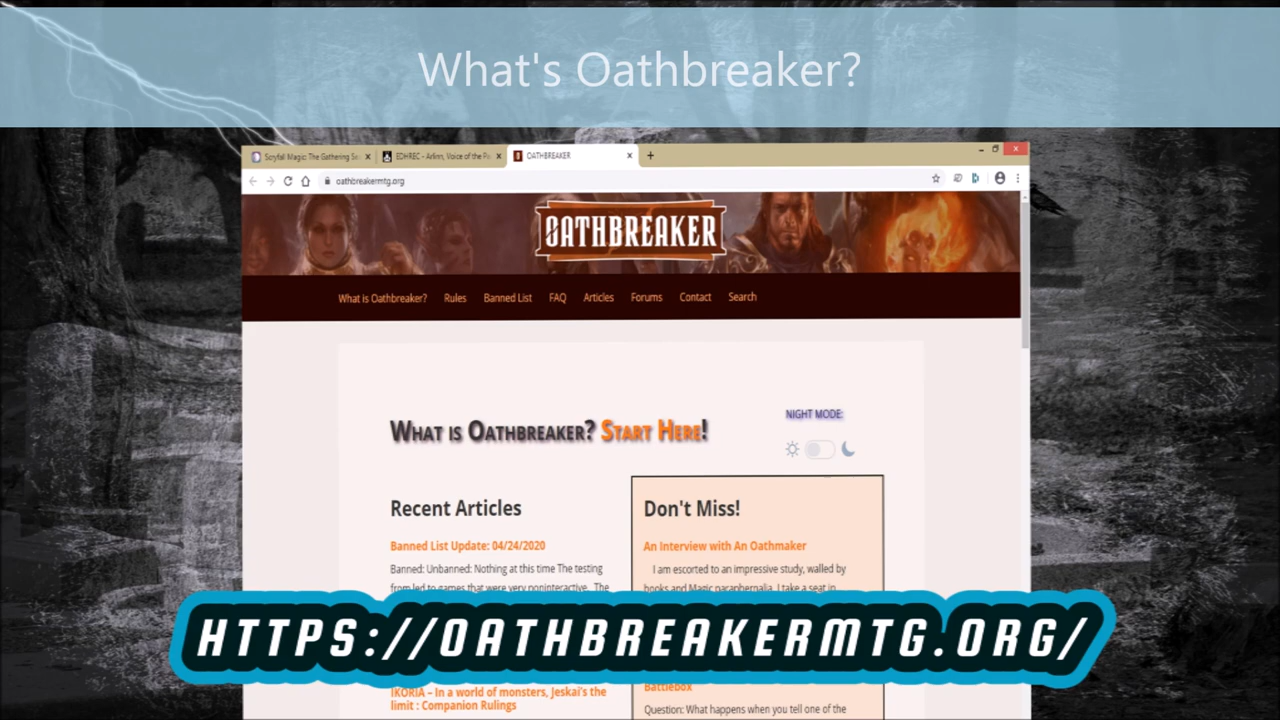 What's Oathbreaker?
Scryfall Magic: The Gathering Se
EDHREC - Arlinn, Voice of the Pa
OATHBREAKER
oathbreakermtg.org
OATHBREAKER
What is Oathbreaker? Rules Banned List FAQ Articles Forums Contact Search
NIGHT MODE:
What is Oathbreaker? Start Here!
Recent Articles
Banned List Update: 04/24/2020
Banned: Unbanned: Nothing at this time The testing
from led to games that were very noninteractive. The
Don't Miss!
An Interview with An Oathmaker
I am escorted to an impressive study, walled by
books and Magic paraphernalia. I take a seat in
HTTPS://OATHBREAKERMTG.ORG/
IKORIA – In a world of monsters, Jeskai's the
limit : Companion Rulings
Battlebox
Question: What happens when you tell one of the